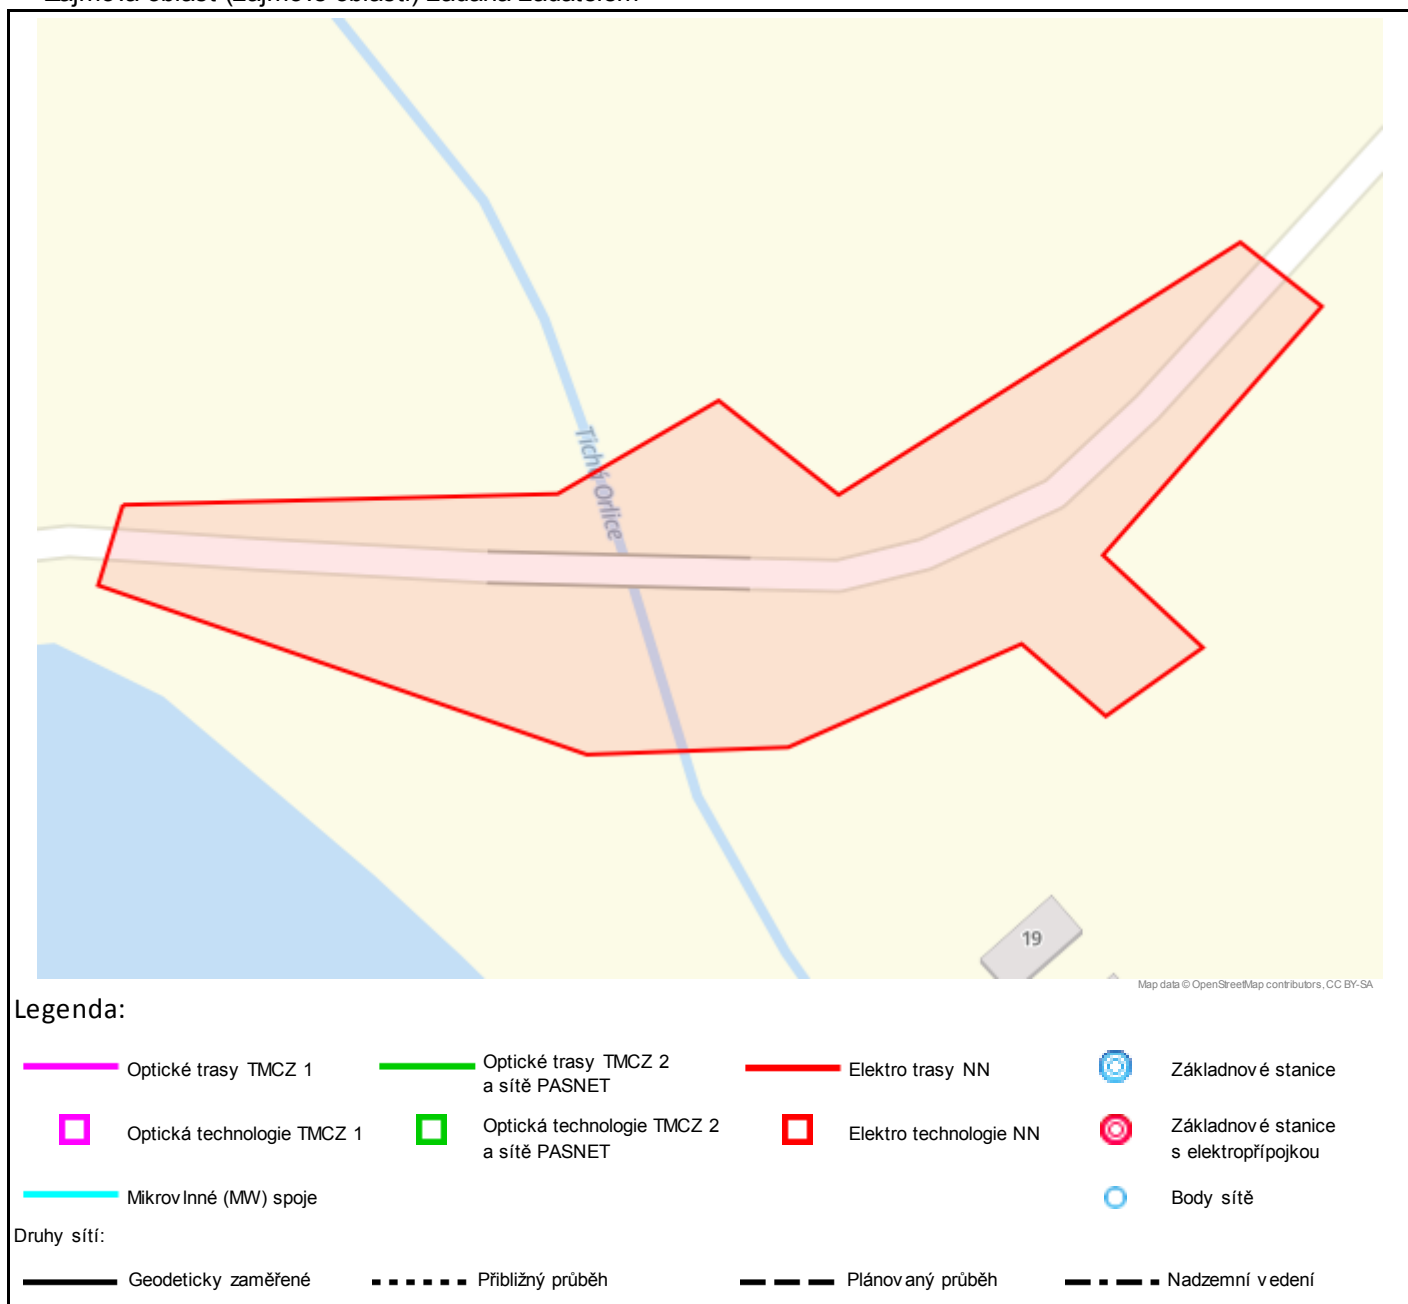 Tichá Orlice
19
Map data © OpenStreetMap contributors, CC BY-SA
Legenda:
Optické trasy TMCZ 1
Optické trasy TMCZ 2
a sítě PASNET
Elektro trasy NN
Základnové stanice
Optická technologie TMCZ 1
Optická technologie TMCZ 2
a sítě PASNET
Elektro technologie NN
Základnové stanice
s elektropřípojkou
Mikrovlnné (MW) spoje
Body sítě
Druhy sítí:
Geodeticky zaměřené
Přibližný průběh
Plánovaný průběh
Nadzemní vedení